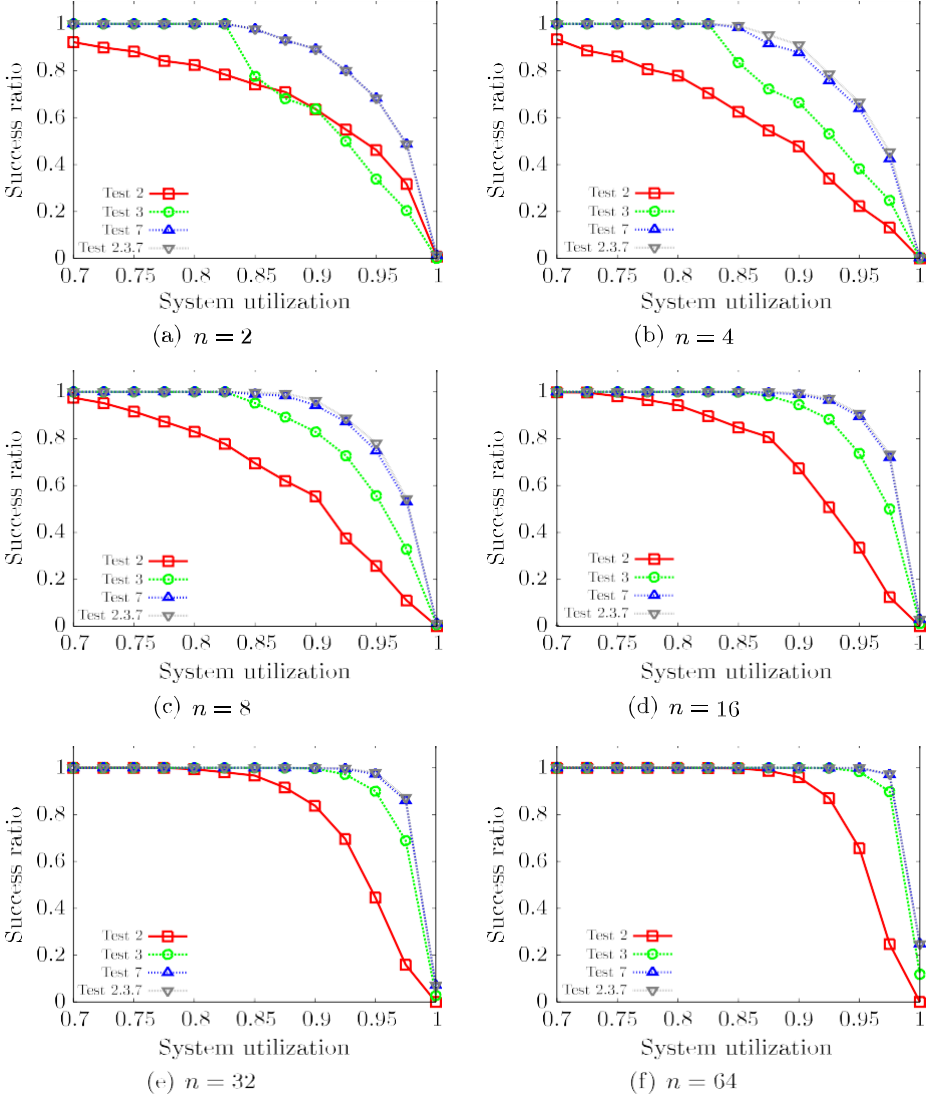 Success ratio
1
0.8
0.6
0.4
0.2
0
Test 2
Test 3
Test 7
Test 2.3.7
0.7 0.75 0.8 0.85 0.9 0.95 1
System utilization
(a) n = 2
Success ratio
1
0.8
0.6
0.4
0.2
0
Test 2
Test 3
Test 7
Test 2.3.7
0.7 0.75 0.8 0.85 0.9 0.95 1
System utilization
(b) n = 4
Success ratio
1
0.8
0.6
0.4
0.2
0
Test 2
Test 3
Test 7
Test 2.3.7
0.7 0.75 0.8 0.85 0.9 0.95 1
System utilization
(c) n = 8
Success ratio
1
0.8
0.6
0.4
0.2
0
Test 2
Test 3
Test 7
Test 2.3.7
0.7 0.75 0.8 0.85 0.9 0.95 1
System utilization
(d) n = 16
Success ratio
1
0.8
0.6
0.4
0.2
0
Test 2
Test 3
Test 7
Test 2.3.7
0.7 0.75 0.8 0.85 0.9 0.95 1
System utilization
(e) n = 32
Success ratio
1
0.8
0.6
0.4
0.2
0
Test 2
Test 3
Test 7
Test 2.3.7
0.7 0.75 0.8 0.85 0.9 0.95 1
System utilization
(f) n = 64